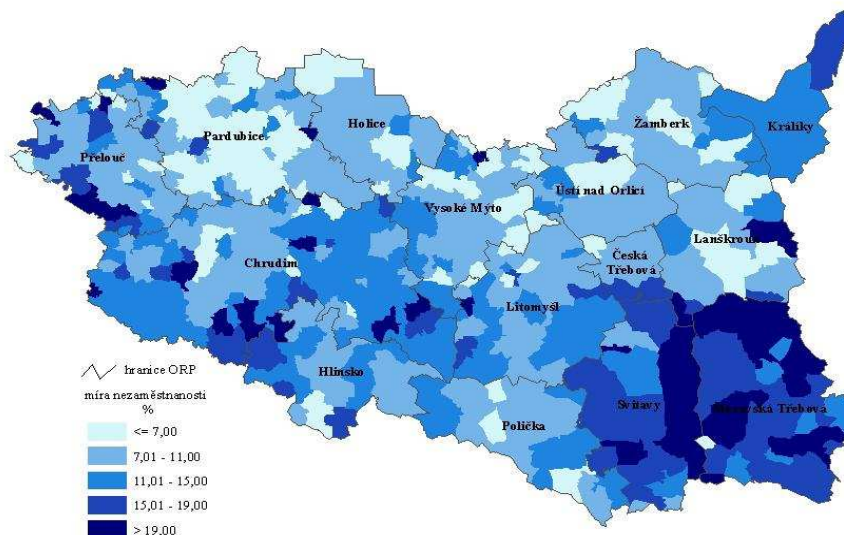 Žamberk
Holice
Králíky
Pardubice
Přelouč
Ústí nad Orlicí
Vysoké Mýto
Lanškroun
Česká
Třebová
Chrudim
Litomyšl
hranice ORP
Hlinsko
míra nezaměstnanosti
%
Svitavy
Moravská Třebová
Polička
<= 7,00
7,01 - 11,00
11,01 - 15,00
15,01 - 19,00
> 19,00